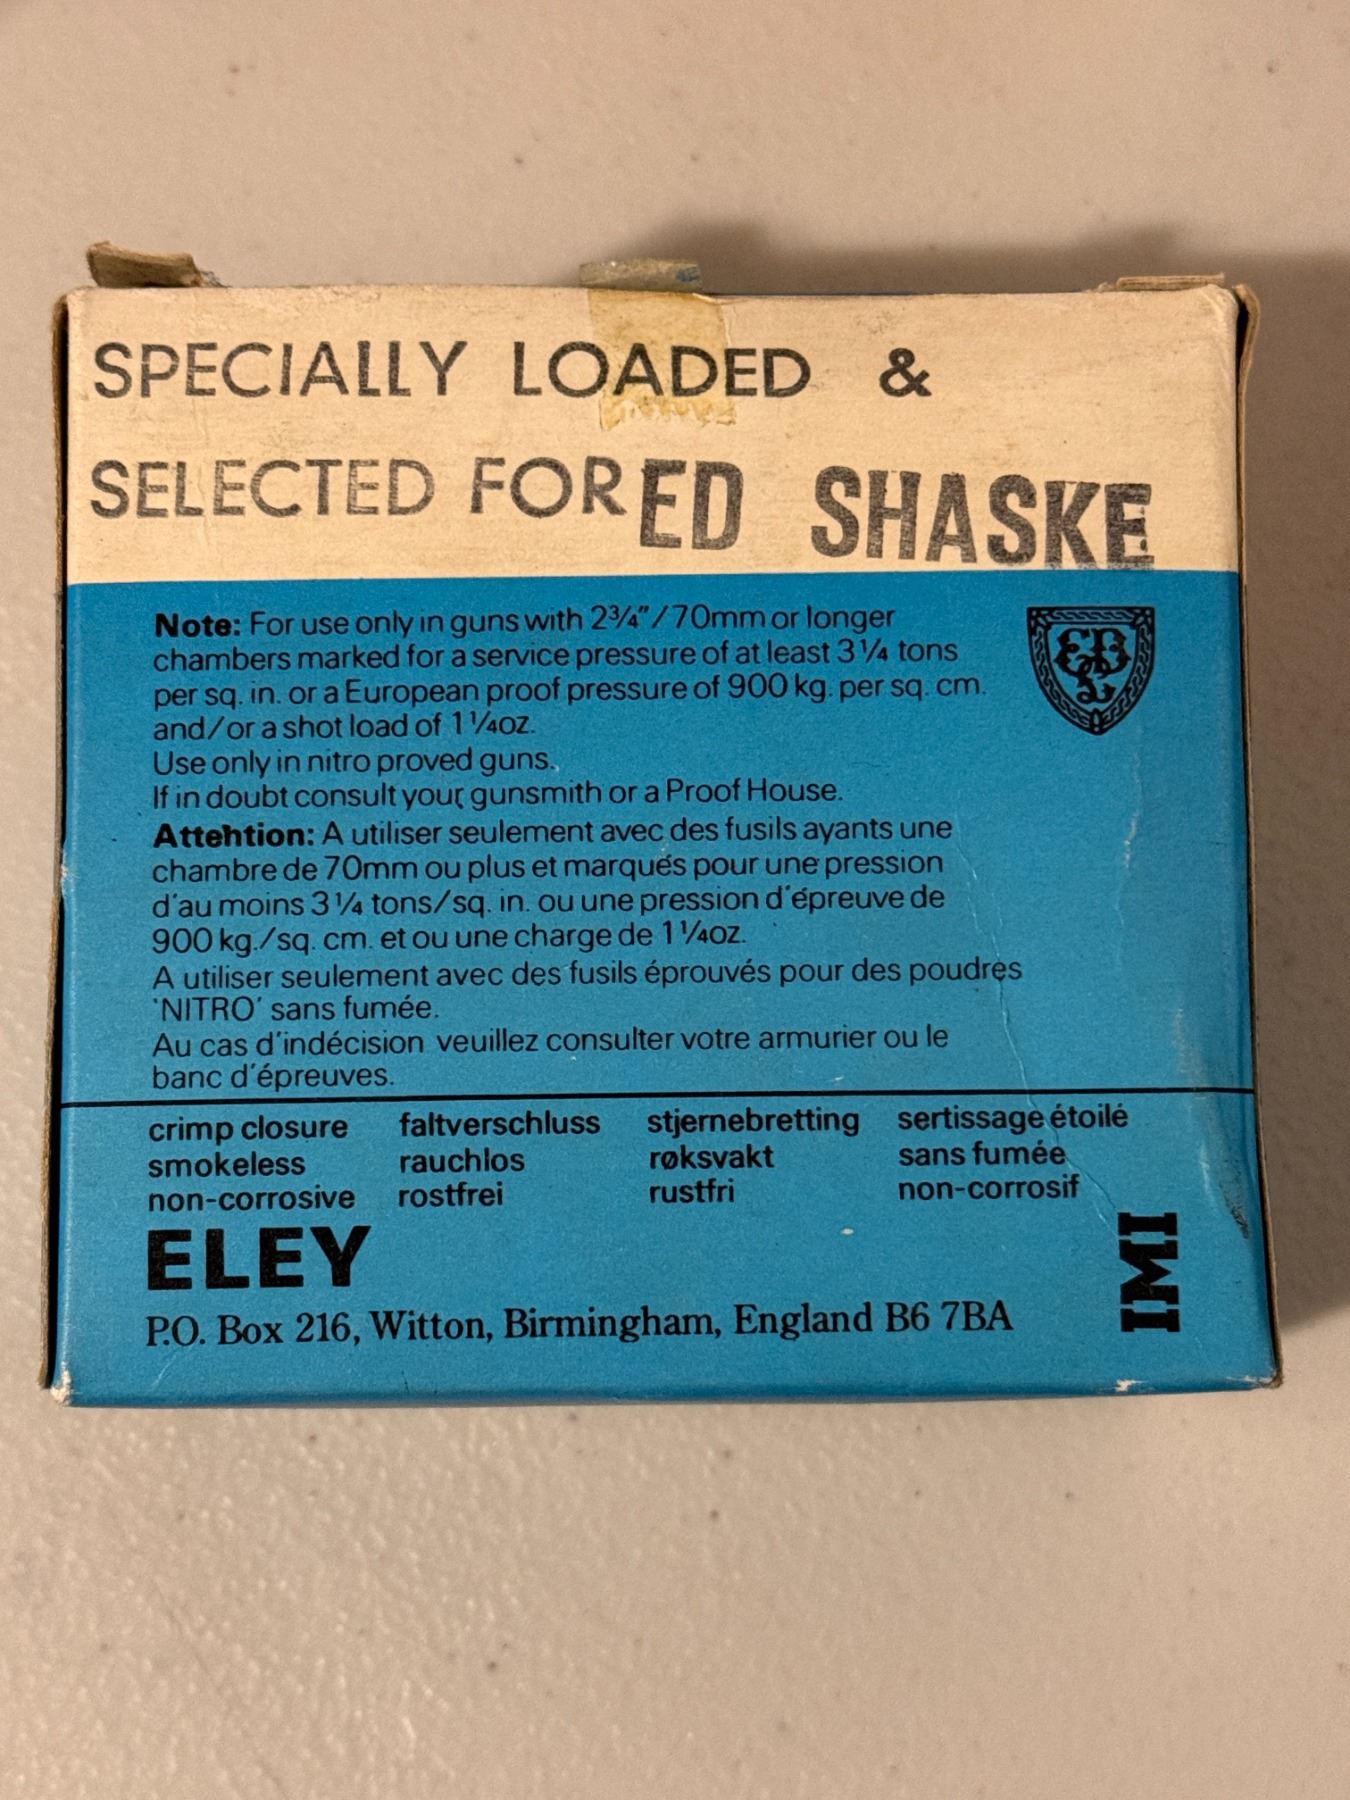 SPECIALLY LOADED &
SELECTED FOR ED SHASKE
Note: For use only in guns with 2¾"/70mm or longer
chambers marked for a service pressure of at least 3¼ tons
per sq. in. or a European proof pressure of 900 kg. per sq. cm.
and/or a shot load of 1¼oz.
Use only in nitro proved guns.
If in doubt consult your gunsmith or a Proof House.
Attention: A utiliser seulement avec des fusils ayants une
chambre de 70mm ou plus et marqués pour une pression
d'au moins 3¼ tons/sq. in. ou une pression d'épreuve de
900 kg./sq. cm. et ou une charge de 1¼oz.
A utiliser seulement avec des fusils éprouvés pour des poudres
'NITRO' sans fumée.
Au cas d'indécision veuillez consulter votre armurier ou le
banc d'épreuves.
crimp closure faltverschluss stjernebretting sertissage étoilé
smokeless rauchlos røksvakt sans fumée
non-corrosive rostfrei rustfri non-corrosif
ELEY
P.O. Box 216, Witton, Birmingham, England B6 7BA
IMI